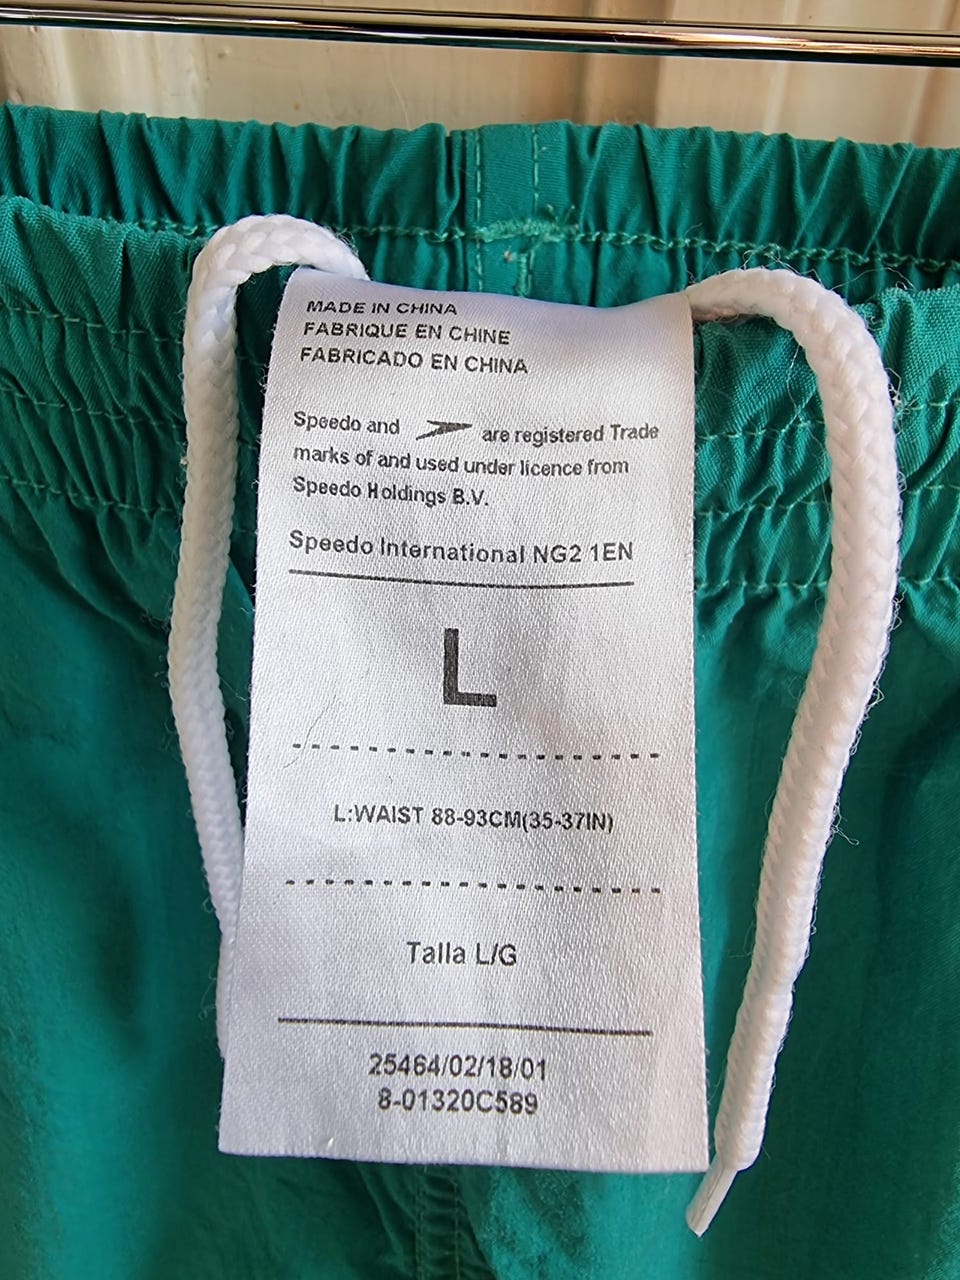 MADE IN CHINA
FABRIQUE EN CHINE
FABRICADO EN CHINA
Speedo and are registered Trade
marks of and used under licence from
Speedo Holdings B.V.
Speedo International NG2 1EN
L
L:WAIST 88-93CM(35-37IN)
Talla L/G
25464/02/18/01
8-01320C589